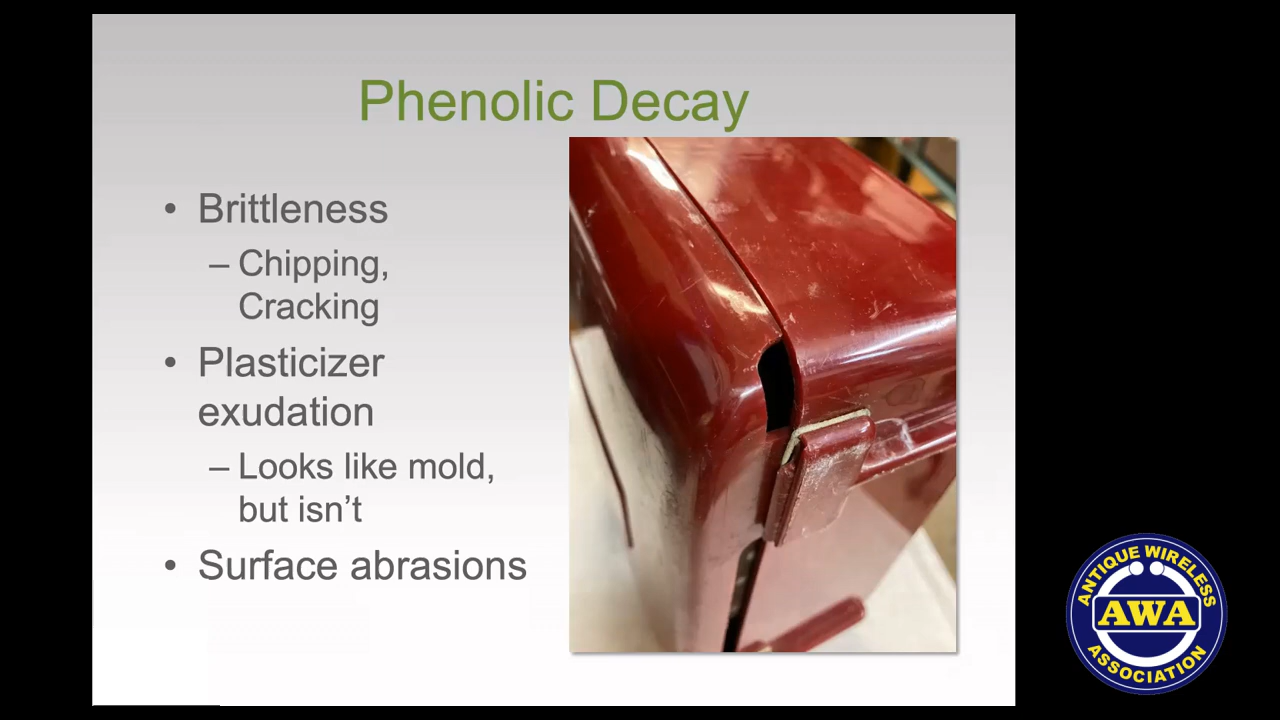 Phenolic Decay
• Brittleness
– Chipping,
Cracking
• Plasticizer
exudation
– Looks like mold,
but isn’t
• Surface abrasions
ANTIQUE WIRELESS
AWA
ASSOCIATION